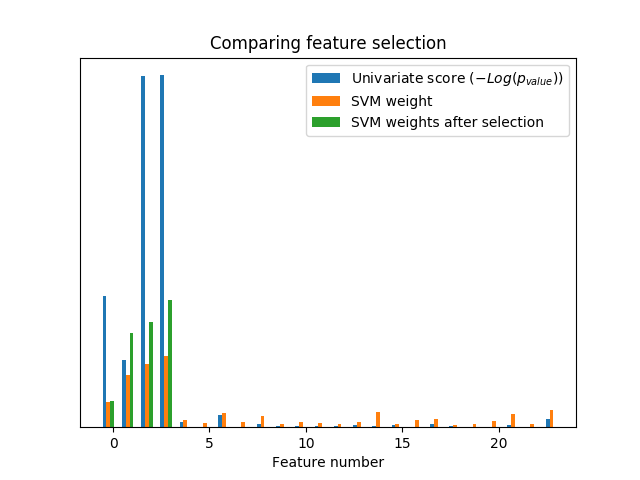 Comparing feature selection
Univariate score (−Log(p_value))
SVM weight
SVM weights after selection
0 5 10 15 20
Feature number